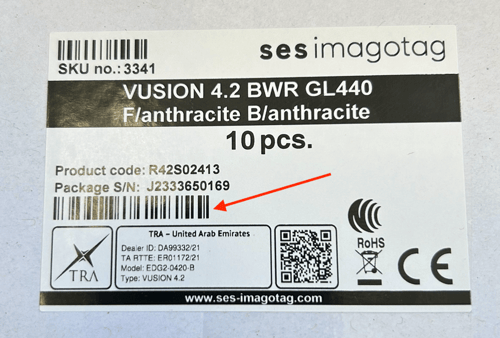 ses imagotag
SKU no.: 3341
VUSION 4.2 BWR GL440
F/anthracite B/anthracite
10 pcs.
Product code: R42S02413
Package S/N: J2333650169
TRA – United Arab Emirates
Dealer ID: DA99332/21
TA RTTE: ER01172/21
Model: EDG2-0420-B
Type: VUSION 4.2
TRA
RoHS
CE
www.ses-imagotag.com